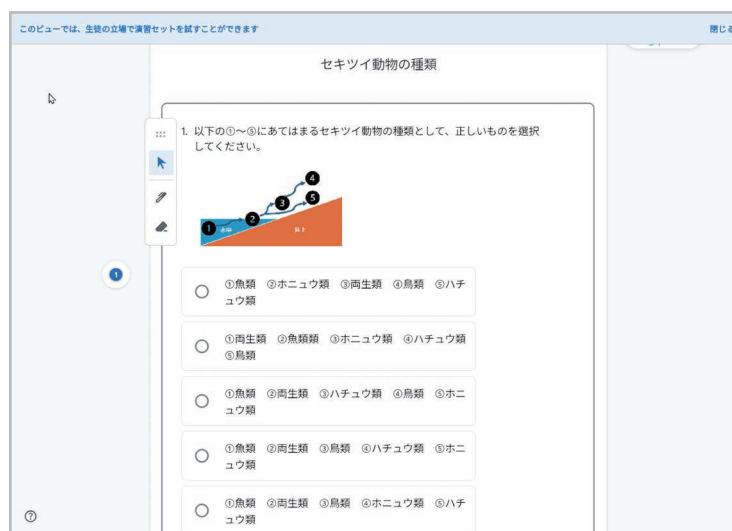 このビューでは、生徒の立場で演習セットを試すことができます
閉じる
セキツイ動物の種類
1. 以下の①〜⑤にあてはまるセキツイ動物の種類として、正しいものを選択
してください。
4
3
5
2
1
水中
陸上
1
①魚類 ②ホニュウ類 ③両生類 ④鳥類 ⑤ハチ
ュウ類
①両生類 ②魚類類 ③ホニュウ類 ④ハチュウ類
⑤鳥類
①魚類 ②両生類 ③ハチュウ類 ④鳥類 ⑤ホニ
ュウ類
①魚類 ②両生類 ③鳥類 ④ハチュウ類 ⑤ホニ
ュウ類
①魚類 ②両生類 ③鳥類 ④ホニュウ類 ⑤ハチ
ュウ類